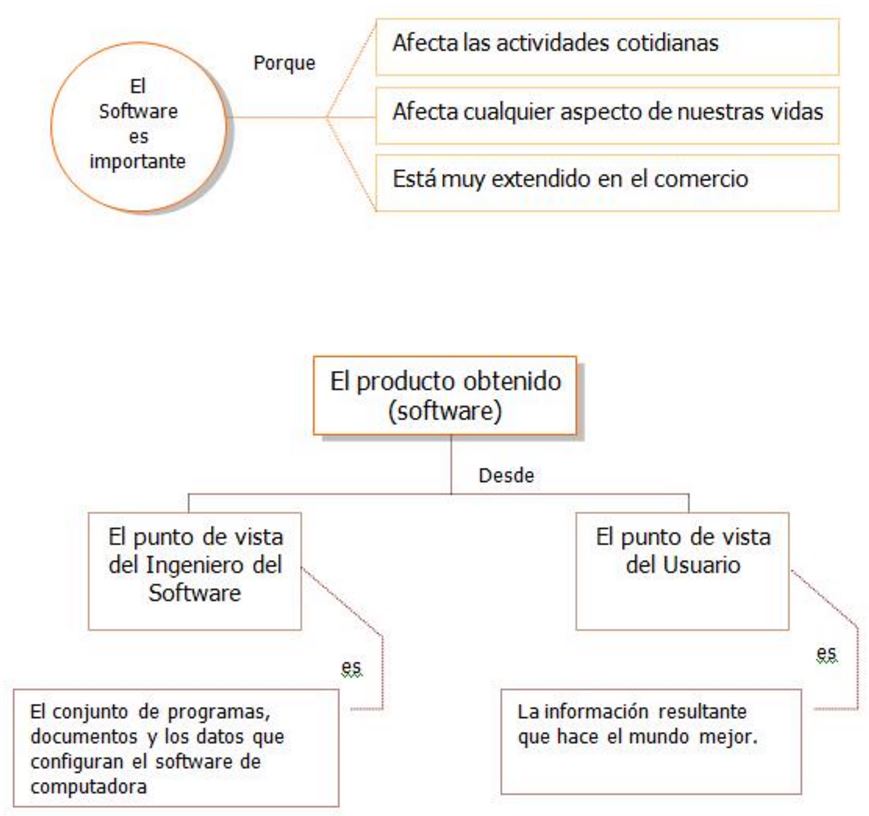 El
Software
es
importante
Porque
Afecta las actividades cotidianas
Afecta cualquier aspecto de nuestras vidas
Está muy extendido en el comercio
El producto obtenido
(software)
Desde
El punto de vista
del Ingeniero del
Software
El punto de vista
del Usuario
es
es
El conjunto de programas,
documentos y los datos que
configuran el software de
computadora
La información resultante
que hace el mundo mejor.